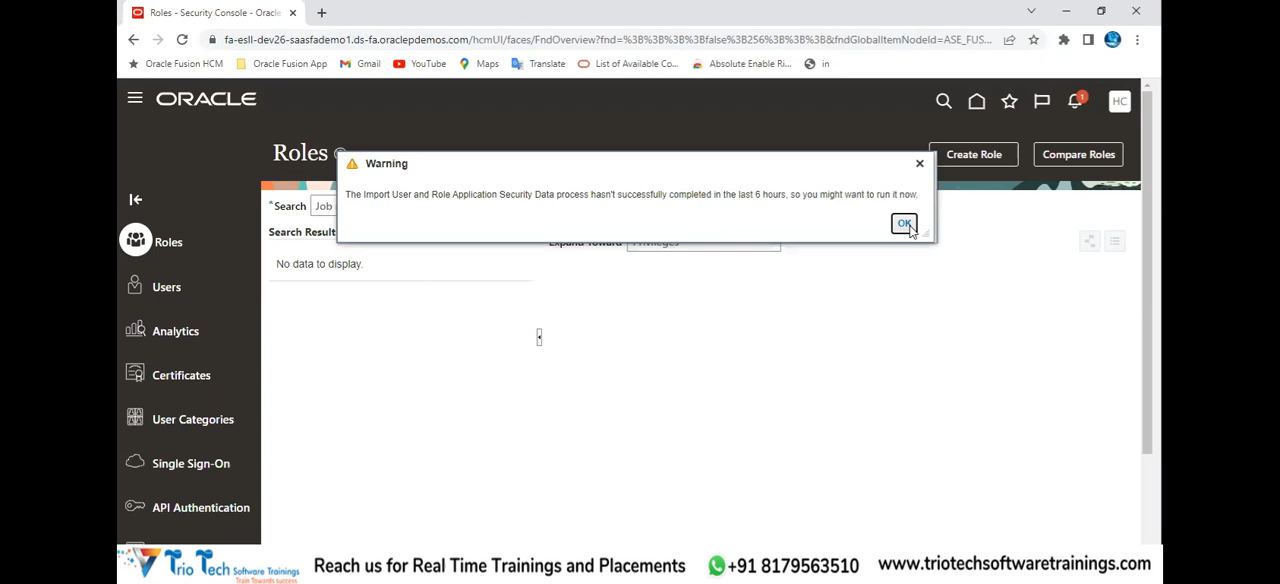 Roles - Security Console - Oracle
fa-esll-dev26-saasfademo1.ds-fa.oraclepdemos.com/hcmUI/faces/FndOverview?fnd=%3B%3B%3B%3Bfalse%3B256%3B%3B%3B&fndGlobalItemNodeId=ASE_FUS...
Oracle Fusion HCM
Oracle Fusion App
Gmail
YouTube
Maps
Translate
List of Available Co...
Absolute Enable Ri...
in
ORACLE
1
HC
Roles
Create Role
Compare Roles
Warning
The Import User and Role Application Security Data process hasn't successfully completed in the last 6 hours, so you might want to run it now.
OK
*Search Job
Search Result
Expand Toward Privileges
No data to display.
Roles
Users
Analytics
Certificates
User Categories
Single Sign-On
API Authentication
Trio Tech
Software Trainings
Train Towards success
Reach us for Real Time Trainings and Placements
+91 8179563510
www.triotechsoftwaretrainings.com